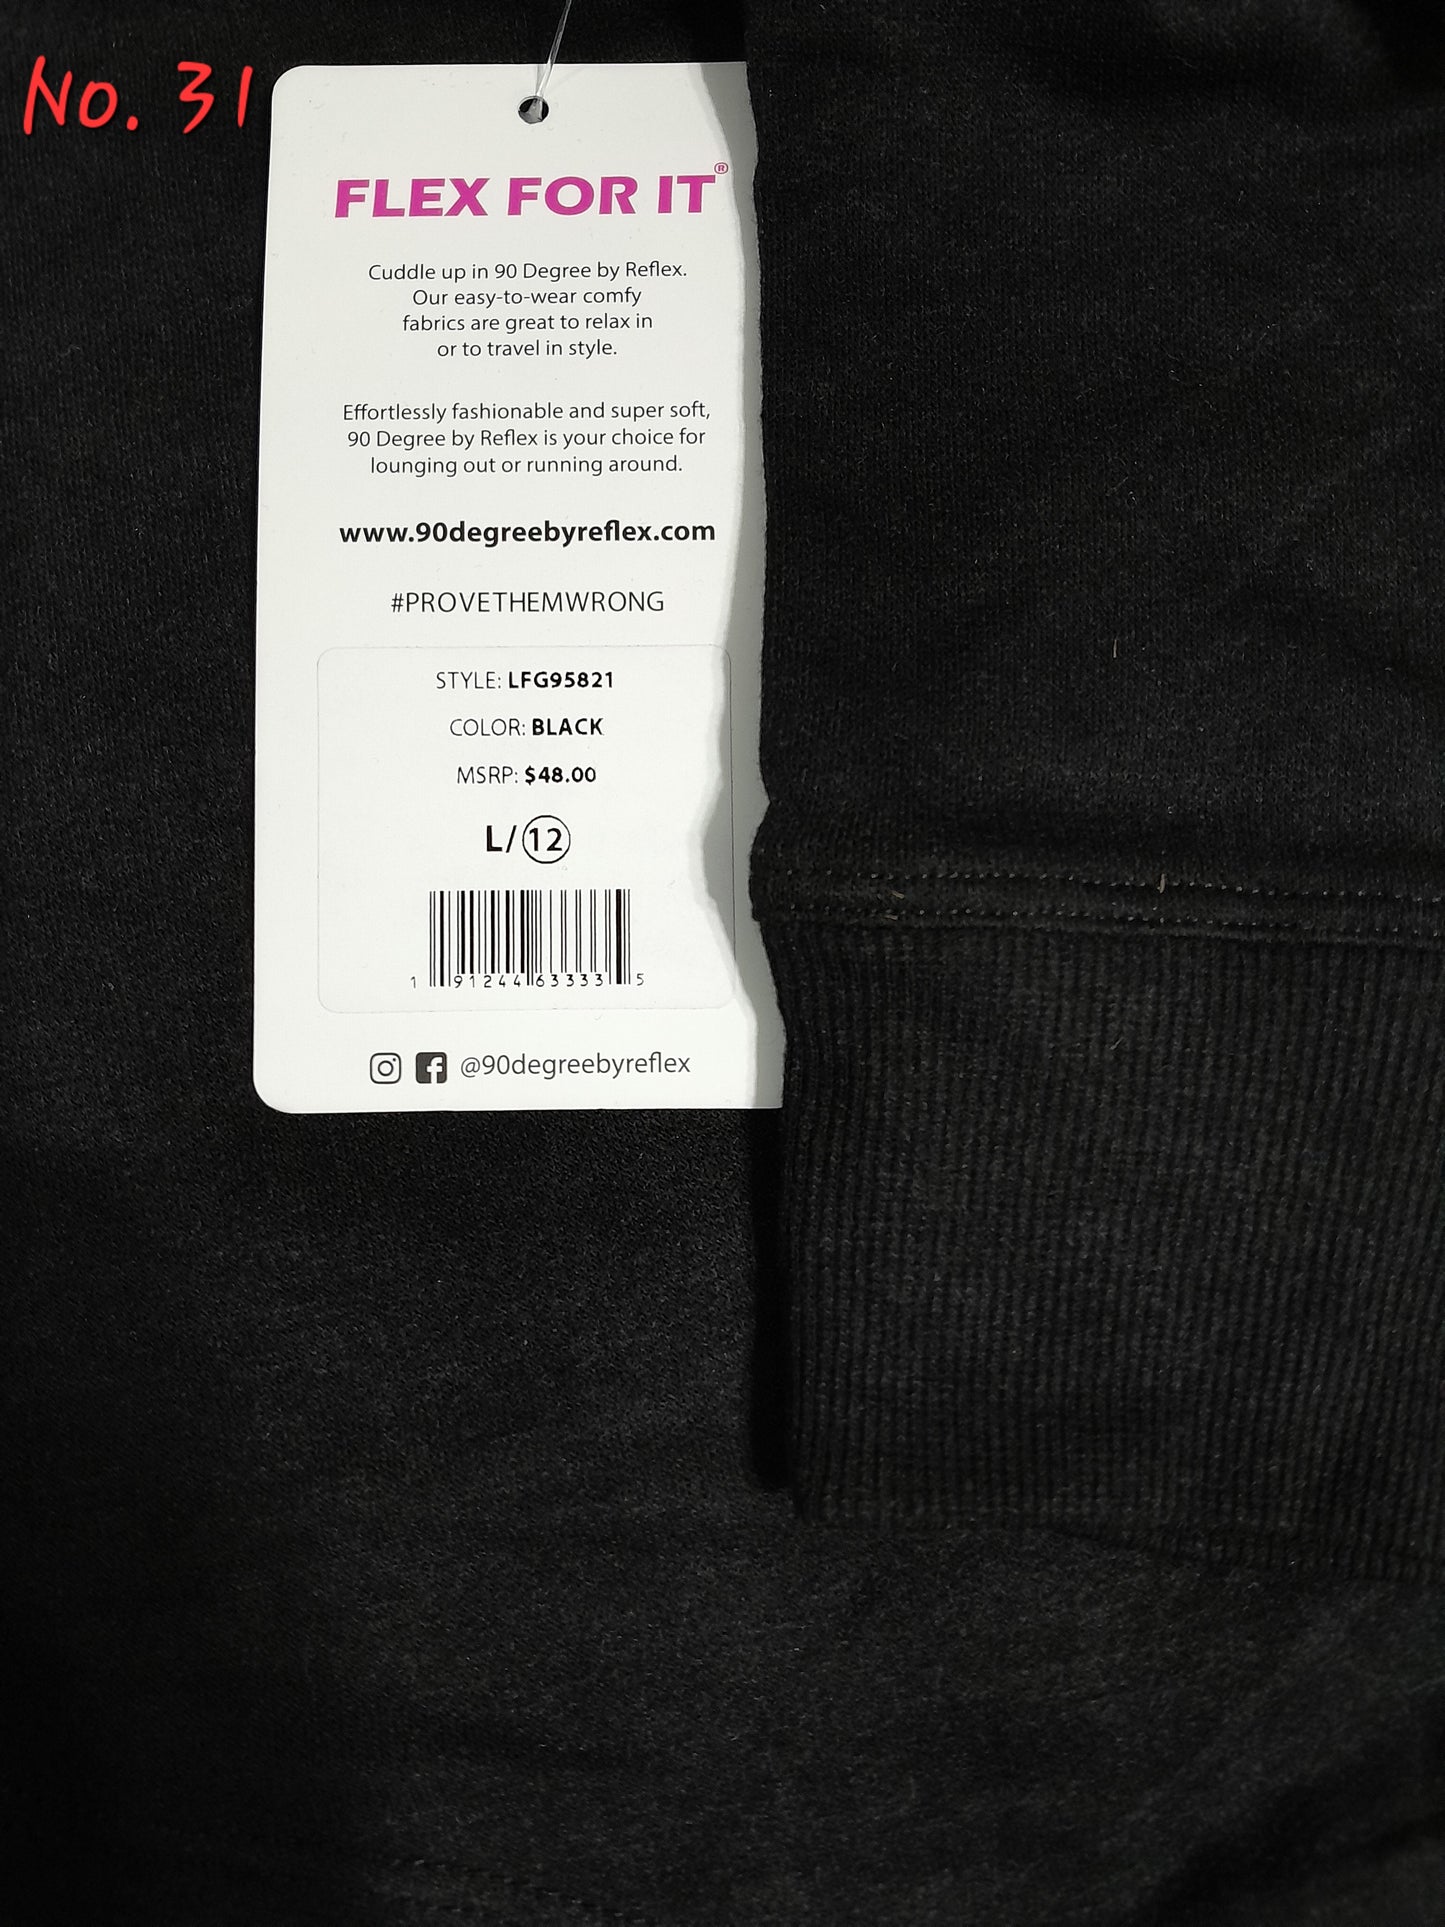 No. 31
FLEX FOR IT®
Cuddle up in 90 Degree by Reflex.
Our easy-to-wear comfy
fabrics are great to relax in
or to travel in style.
Effortlessly fashionable and super soft,
90 Degree by Reflex is your choice for
lounging out or running around.
www.90degreebyreflex.com
#PROVETHEMWRONG
STYLE: LFG95821
COLOR: BLACK
MSRP: $48.00
L/12
1 91244 63333 5
@90degreebyreflex